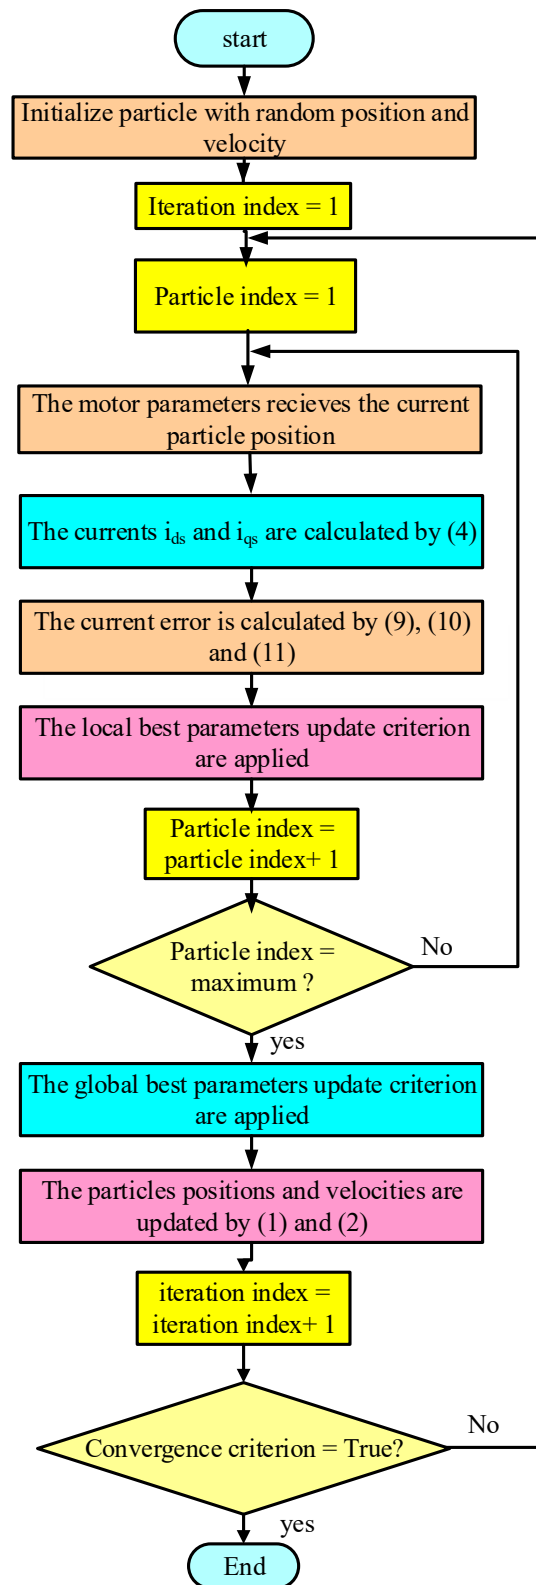 start
Initialize particle with random position and
velocity
Iteration index = 1
Particle index = 1
The motor parameters recieves the current
particle position
The currents i_ds and i_qs are calculated by (4)
The current error is calculated by (9), (10)
and (11)
The local best parameters update criterion
are applied
Particle index =
particle index+ 1
Particle index =
maximum ?
No
yes
The global best parameters update criterion
are applied
The particles positions and velocities are
updated by (1) and (2)
iteration index =
iteration index+ 1
Convergence criterion = True?
No
yes
End